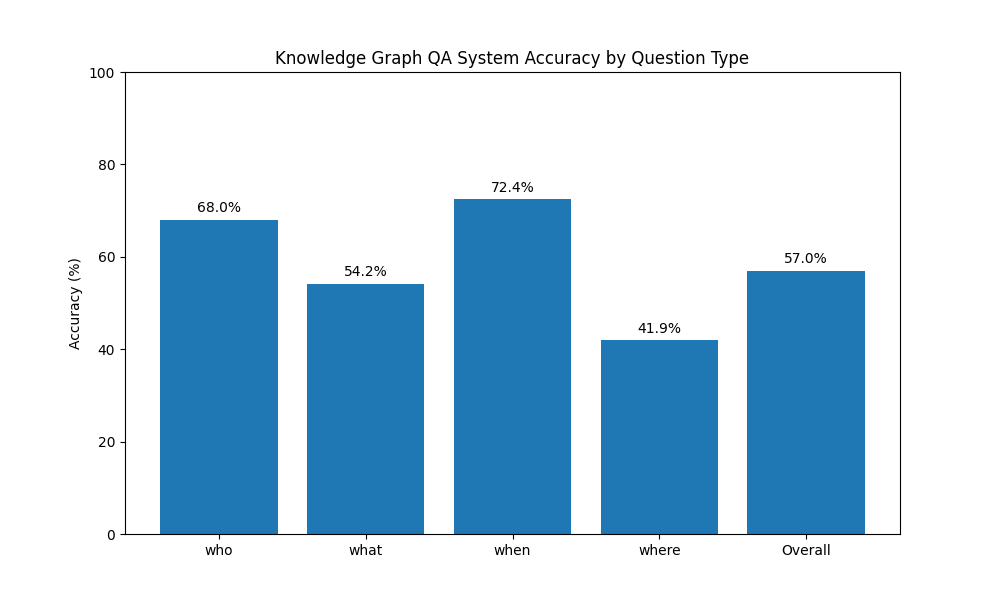 Knowledge Graph QA System Accuracy by Question Type
100
80
60
40
20
0
Accuracy (%)
68.0%
54.2%
72.4%
41.9%
57.0%
who
what
when
where
Overall